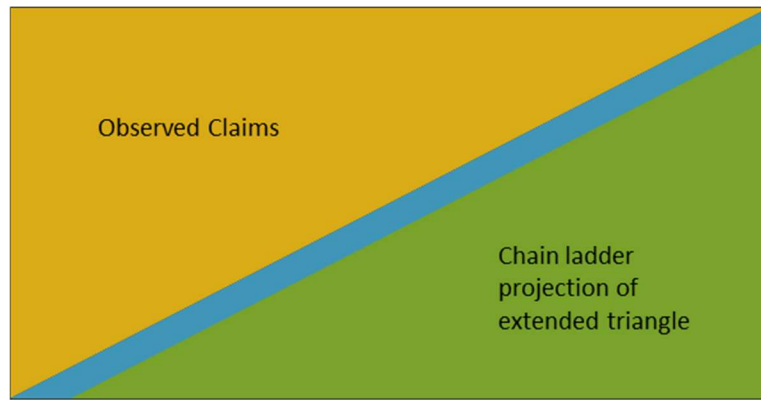 Observed Claims
Chain ladder
projection of
extended triangle